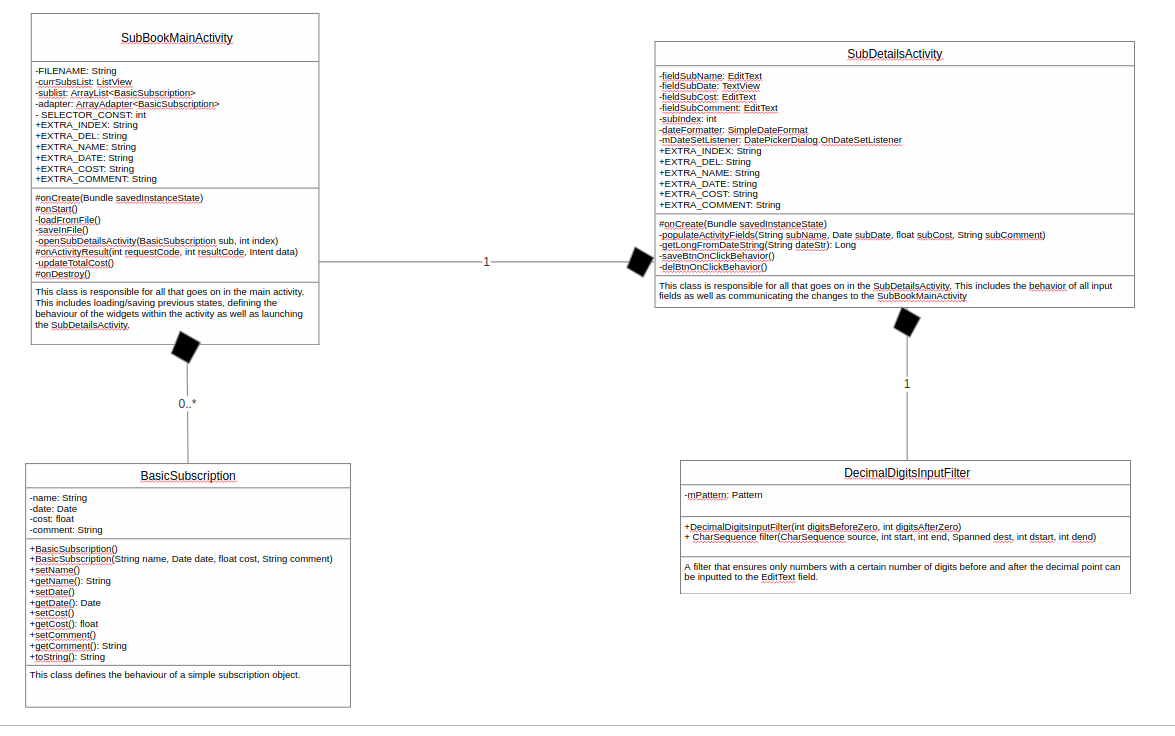 SubBookMainActivity
-FILENAME: String
-currSubsList: ListView
-sublist: ArrayList<BasicSubscription>
-adapter: ArrayAdapter<BasicSubscription>
- SELECTOR_CONST: int
+EXTRA_INDEX: String
+EXTRA_DEL: String
+EXTRA_NAME: String
+EXTRA_DATE: String
+EXTRA_COST: String
+EXTRA_COMMENT: String
#onCreate(Bundle savedInstanceState)
#onStart()
-loadFromFile()
-saveInFile()
-openSubDetailsActivity(BasicSubscription sub, int index)
#onActivityResult(int requestCode, int resultCode, Intent data)
-updateTotalCost()
#onDestroy()
This class is responsible for all that goes on in the main activity.
This includes loading/saving previous states, defining the
behaviour of the widgets within the activity as well as launching
the SubDetailsActivity.
1
SubDetailsActivity
-fieldSubName: EditText
-fieldSubDate: TextView
-fieldSubCost: EditText
-fieldSubComment: EditText
-subIndex: int
-dateFormatter: SimpleDateFormat
-mDateSetListener: DatePickerDialog.OnDateSetListener
+EXTRA_INDEX: String
+EXTRA_DEL: String
+EXTRA_NAME: String
+EXTRA_DATE: String
+EXTRA_COST: String
+EXTRA_COMMENT: String
#onCreate(Bundle savedInstanceState)
-populateActivityFields(String subName, Date subDate, float subCost, String subComment)
-getLongFromDateString(String dateStr): Long
-saveBtnOnClickBehavior()
-delBtnOnClickBehavior()
This class is responsible for all that goes on in the SubDetailsActivity. This includes the behavior of all input
fields as well as communicating the changes to the SubBookMainActivity
0..*
1
BasicSubscription
-name: String
-date: Date
-cost: float
-comment: String
+BasicSubscription()
+BasicSubscription(String name, Date date, float cost, String comment)
+setName()
+getName(): String
+setDate()
+getDate(): Date
+setCost()
+getCost(): float
+setComment()
+getComment(): String
+toString(): String
This class defines the behaviour of a simple subscription object.
DecimalDigitsInputFilter
-mPattern: Pattern
+DecimalDigitsInputFilter(int digitsBeforeZero, int digitsAfterZero)
+ CharSequence filter(CharSequence source, int start, int end, Spanned dest, int dstart, int dend)
A filter that ensures only numbers with a certain number of digits before and after the decimal point can
be inputted to the EditText field.